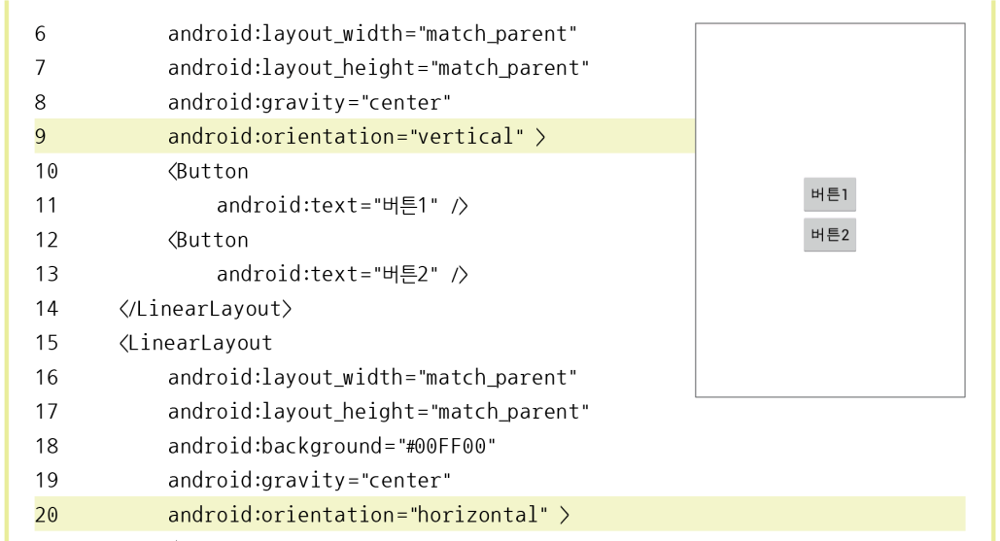 6 android:layout_width="match_parent"
7 android:layout_height="match_parent"
8 android:gravity="center"
9 android:orientation="vertical" >
10 <Button
11 android:text="버튼1" />
12 <Button
13 android:text="버튼2" />
14 </LinearLayout>
15 <LinearLayout
16 android:layout_width="match_parent"
17 android:layout_height="match_parent"
18 android:background="#00FF00"
19 android:gravity="center"
20 android:orientation="horizontal" >
버튼1
버튼2